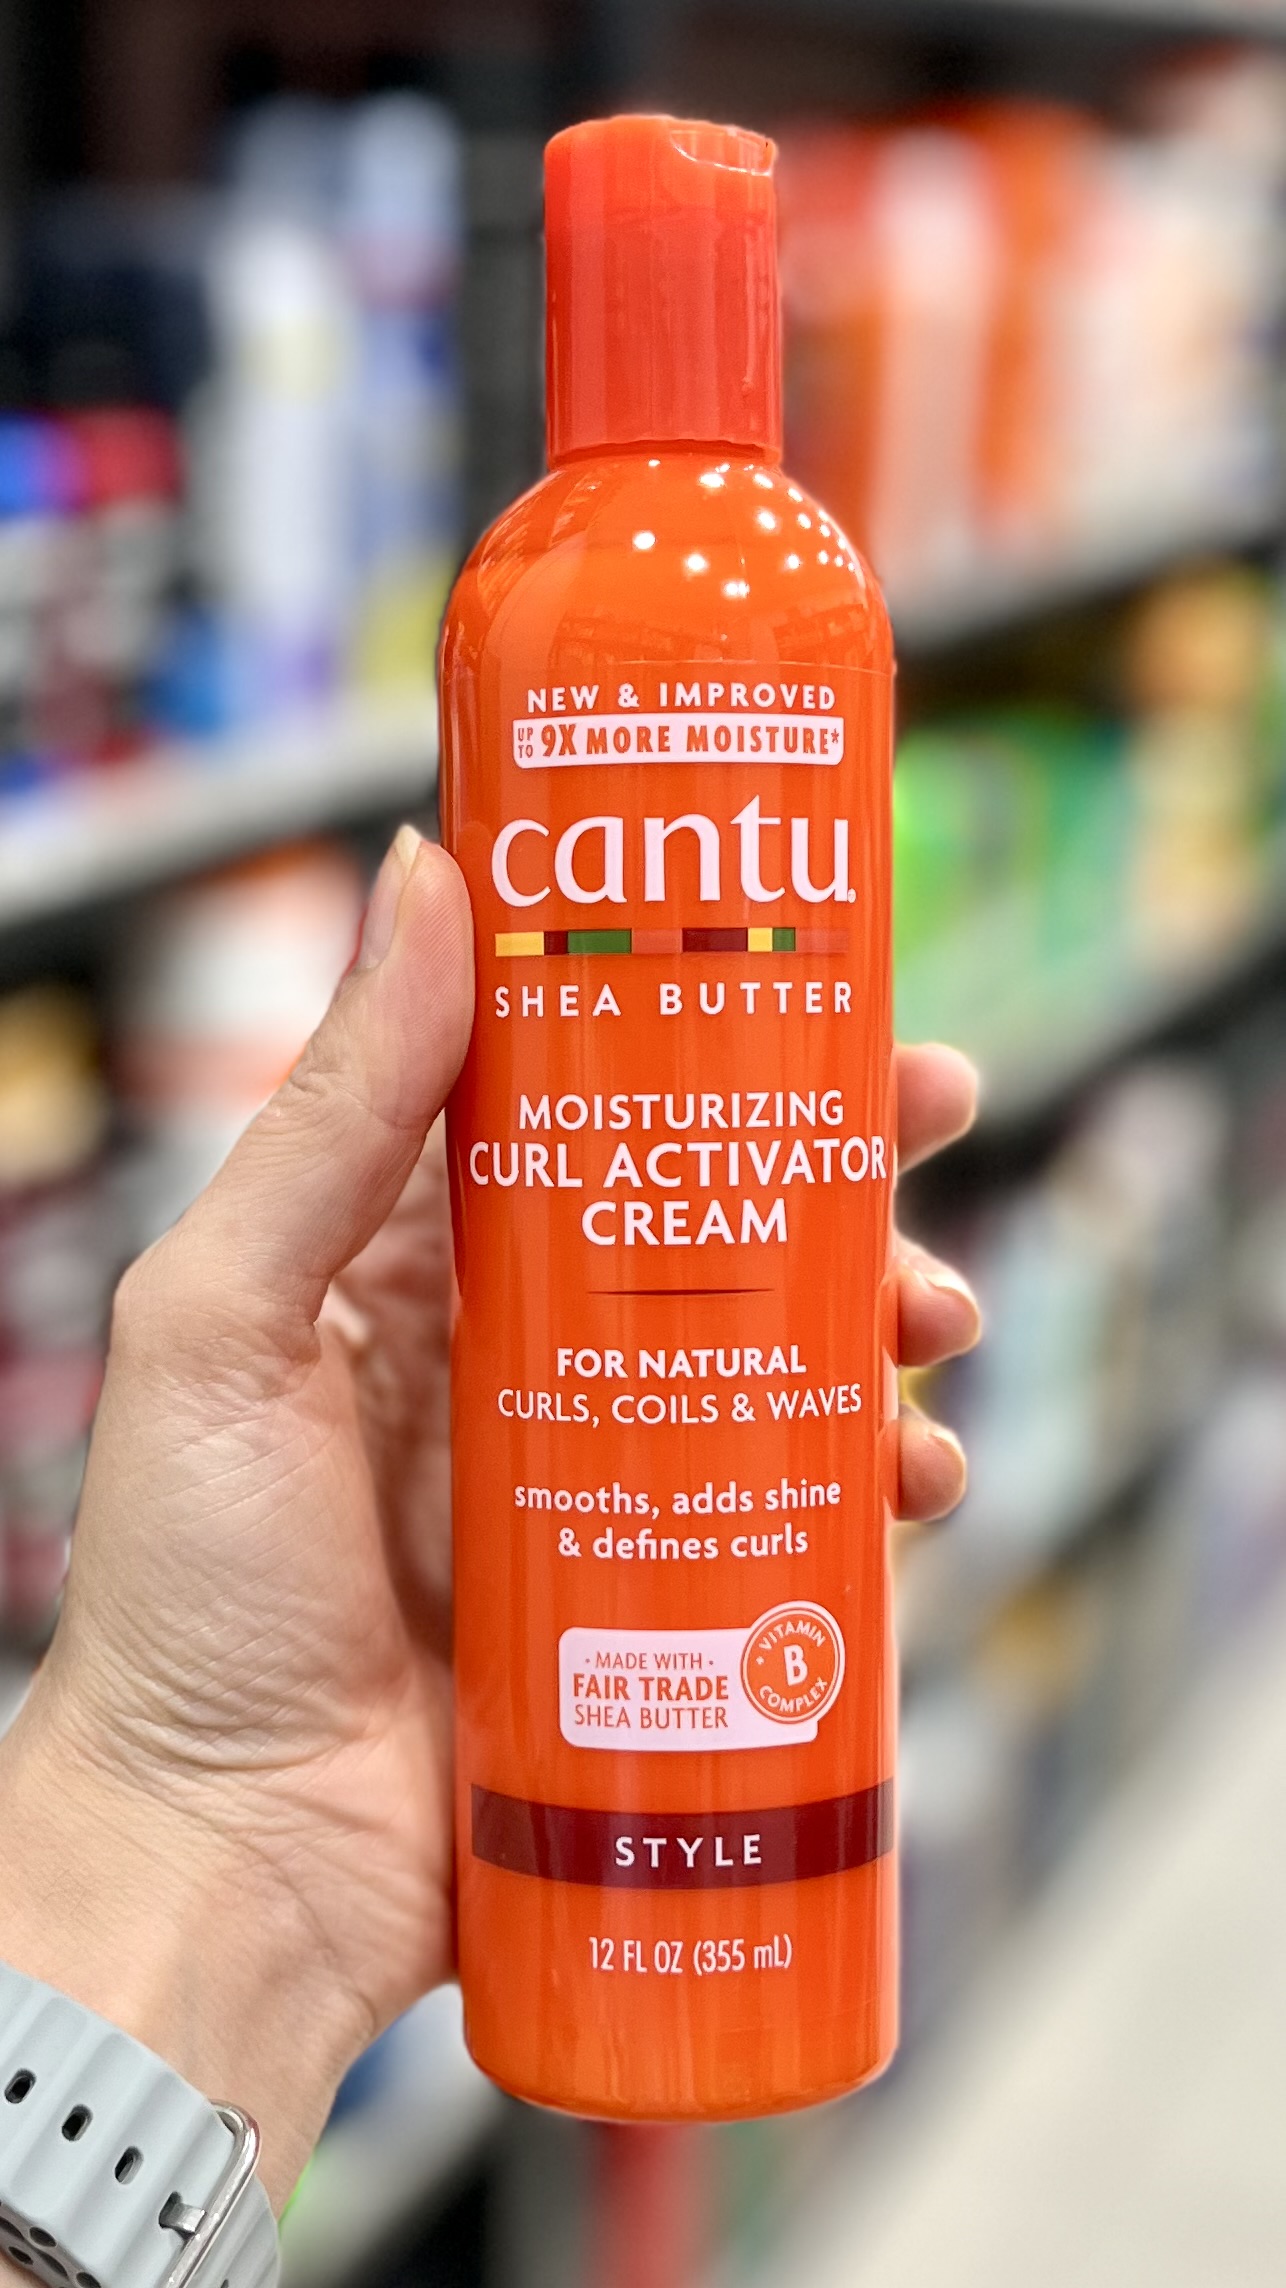 NEW & IMPROVED
UP TO 9X MORE MOISTURE*
cantu®
SHEA BUTTER
MOISTURIZING
CURL ACTIVATOR
CREAM
FOR NATURAL
CURLS, COILS & WAVES
smooths, adds shine
& defines curls
• MADE WITH •
FAIR TRADE
SHEA BUTTER
• VITAMIN
B
COMPLEX
STYLE
12 FL OZ (355 mL)